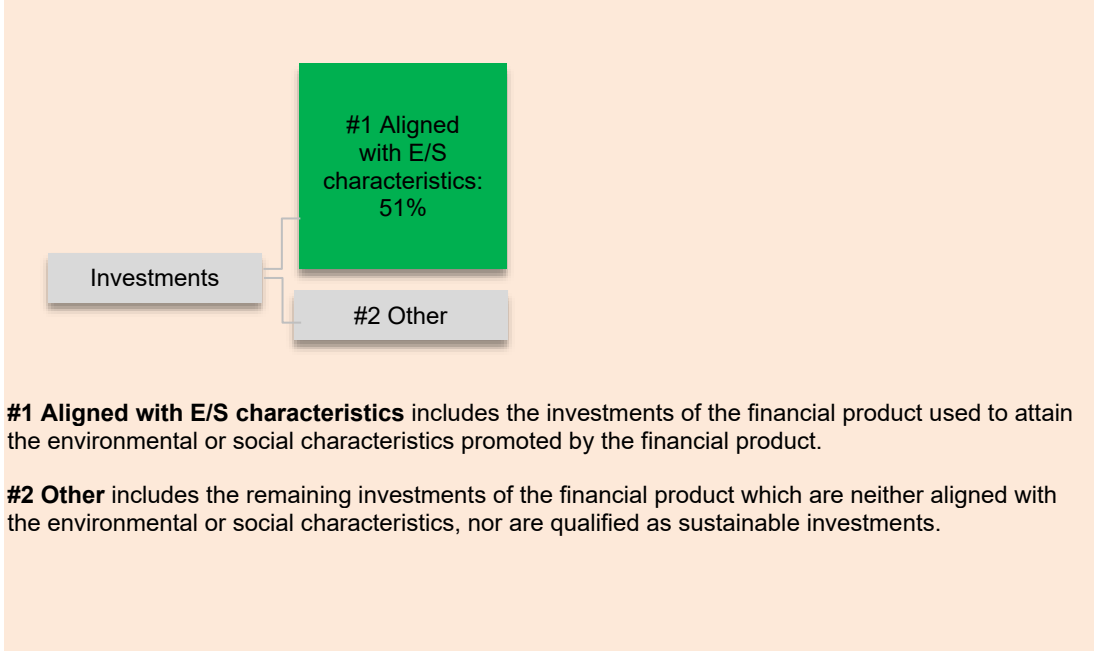 #1 Aligned
with E/S
characteristics:
51%
Investments
#2 Other
#1 Aligned with E/S characteristics includes the investments of the financial product used to attain
the environmental or social characteristics promoted by the financial product.
#2 Other includes the remaining investments of the financial product which are neither aligned with
the environmental or social characteristics, nor are qualified as sustainable investments.